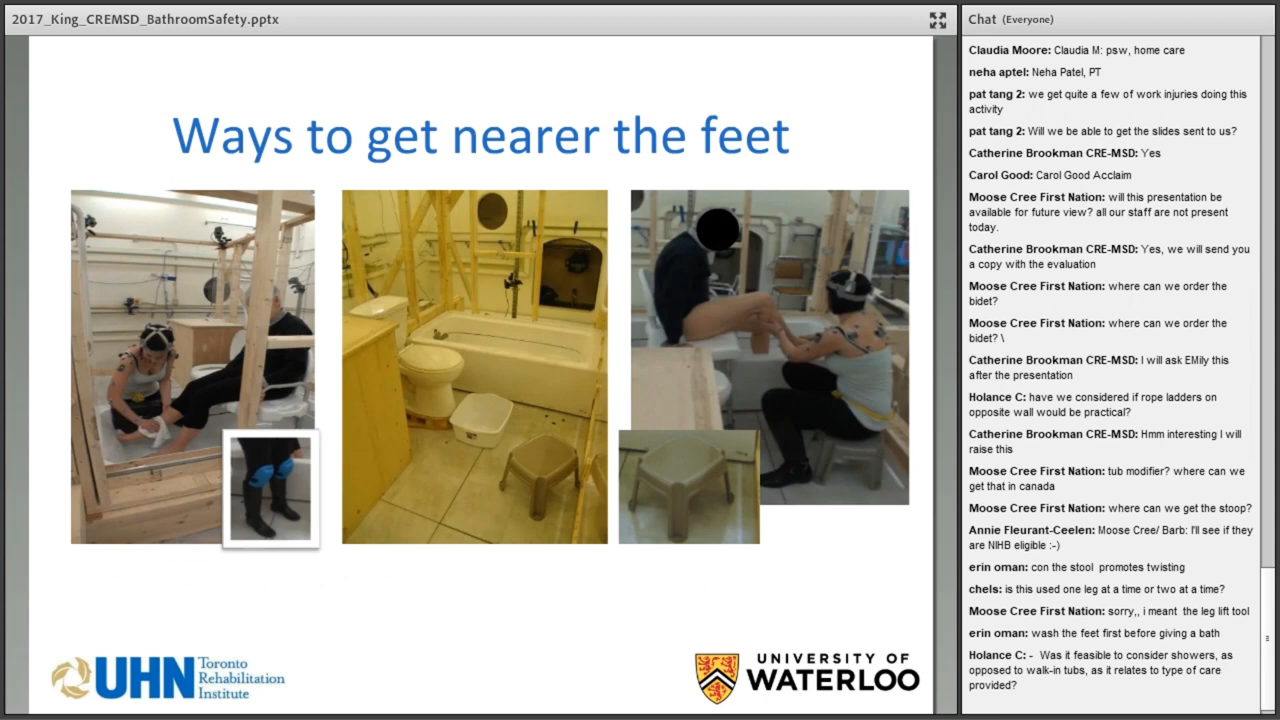 2017_King_CREMSD_BathroomSafety.pptx
Ways to get nearer the feet
UHN Toronto
Rehabilitation
Institute
UNIVERSITY OF
WATERLOO
Chat (Everyone)
Claudia Moore: Claudia M: psw, home care
neha aptel: Neha Patel, PT
pat tang 2: we get quite a few of work injuries doing this
activity
pat tang 2: Will we be able to get the slides sent to us?
Catherine Brookman CRE-MSD: Yes
Carol Good: Carol Good Acclaim
Moose Cree First Nation: will this presentation be
available for future view? all our staff are not present
today.
Catherine Brookman CRE-MSD: Yes, we will send you
a copy with the evaluation
Moose Cree First Nation: where can we order the
bidet?
Moose Cree First Nation: where can we order the
bidet? \
Catherine Brookman CRE-MSD: I will ask EMily this
after the presentation
Holance C: have we considered if rope ladders on
opposite wall would be practical?
Catherine Brookman CRE-MSD: Hmm interesting I will
raise this
Moose Cree First Nation: tub modifier? where can we
get that in canada
Moose Cree First Nation: where can we get the stoop?
Annie Fleurant-Ceelen: Moose Cree/ Barb: I'll see if they
are NIHB eligible :-)
erin oman: con the stool promotes twisting
chels: is this used one leg at a time or two at a time?
Moose Cree First Nation: sorry,, i meant the leg lift tool
erin oman: wash the feet first before giving a bath
Holance C: - Was it feasible to consider showers, as
opposed to walk-in tubs, as it relates to type of care
provided?